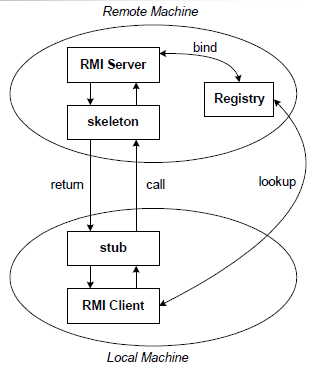 Remote Machine
bind
RMI Server
Registry
skeleton
return
call
lookup
stub
RMI Client
Local Machine